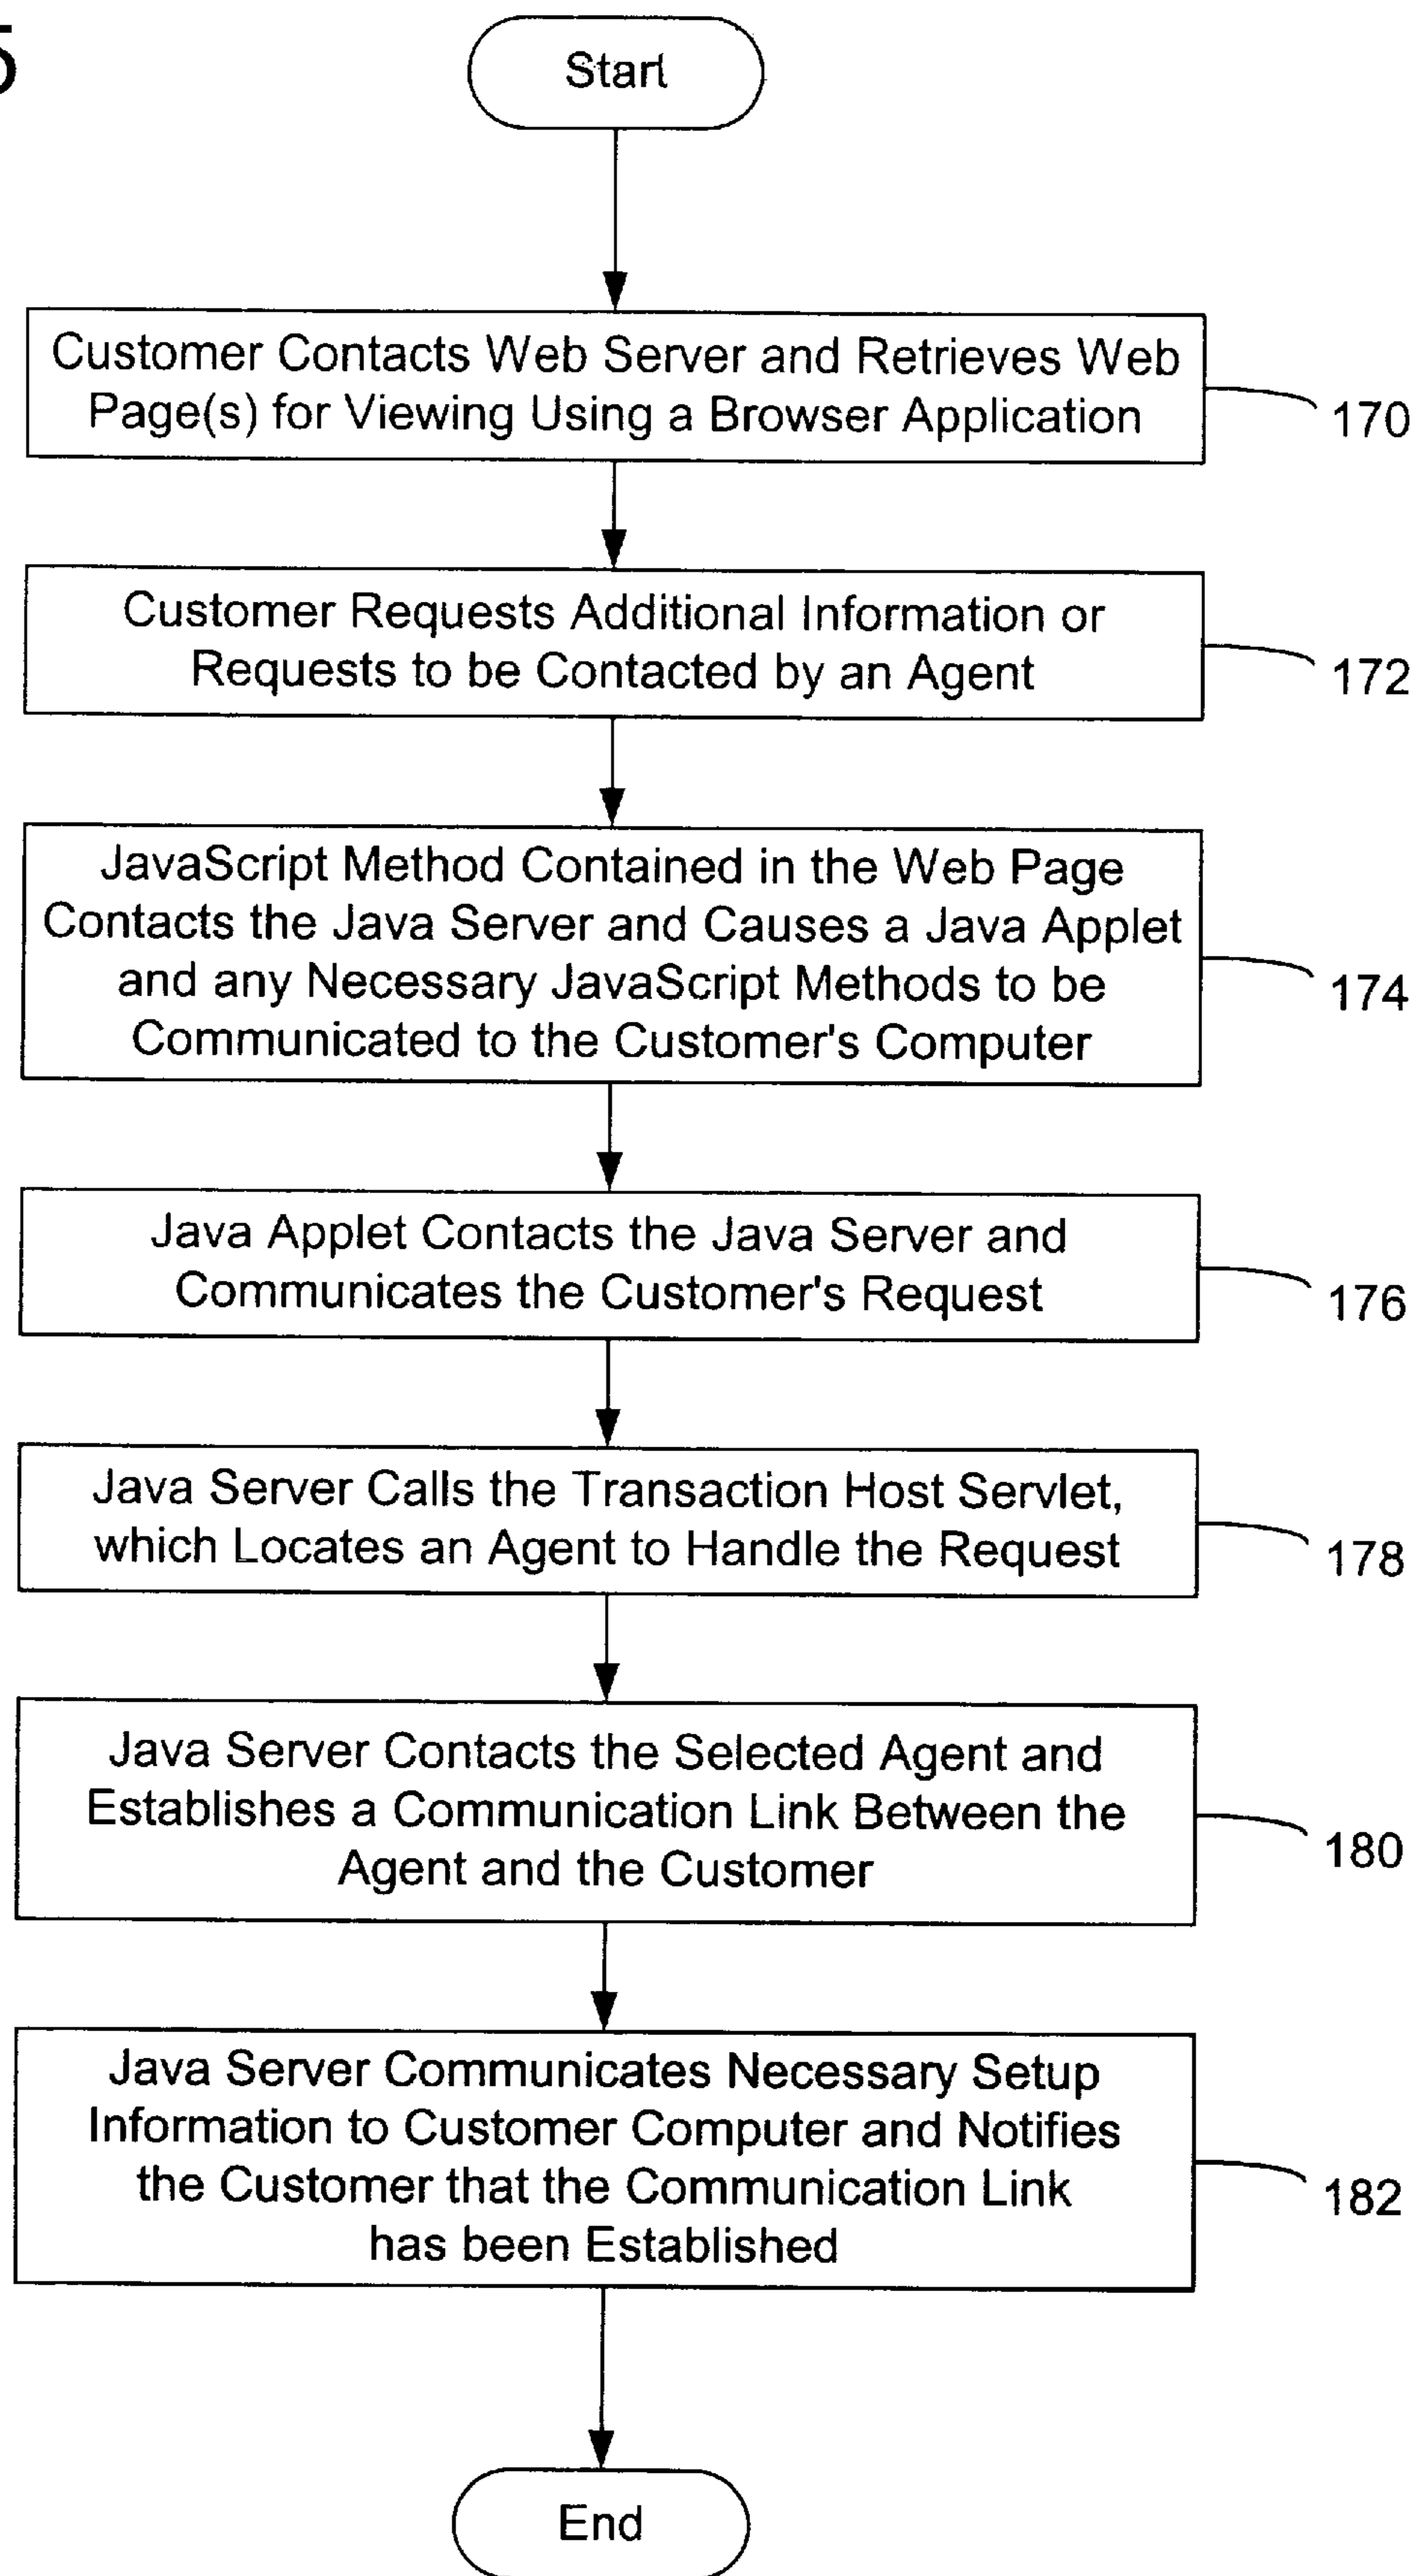 5
Start
Customer Contacts Web Server and Retrieves Web
Page(s) for Viewing Using a Browser Application
170
Customer Requests Additional Information or
Requests to be Contacted by an Agent
172
JavaScript Method Contained in the Web Page
Contacts the Java Server and Causes a Java Applet
and any Necessary JavaScript Methods to be
Communicated to the Customer's Computer
174
Java Applet Contacts the Java Server and
Communicates the Customer's Request
176
Java Server Calls the Transaction Host Servlet,
which Locates an Agent to Handle the Request
178
Java Server Contacts the Selected Agent and
Establishes a Communication Link Between the
Agent and the Customer
180
Java Server Communicates Necessary Setup
Information to Customer Computer and Notifies
the Customer that the Communication Link
has been Established
182
End